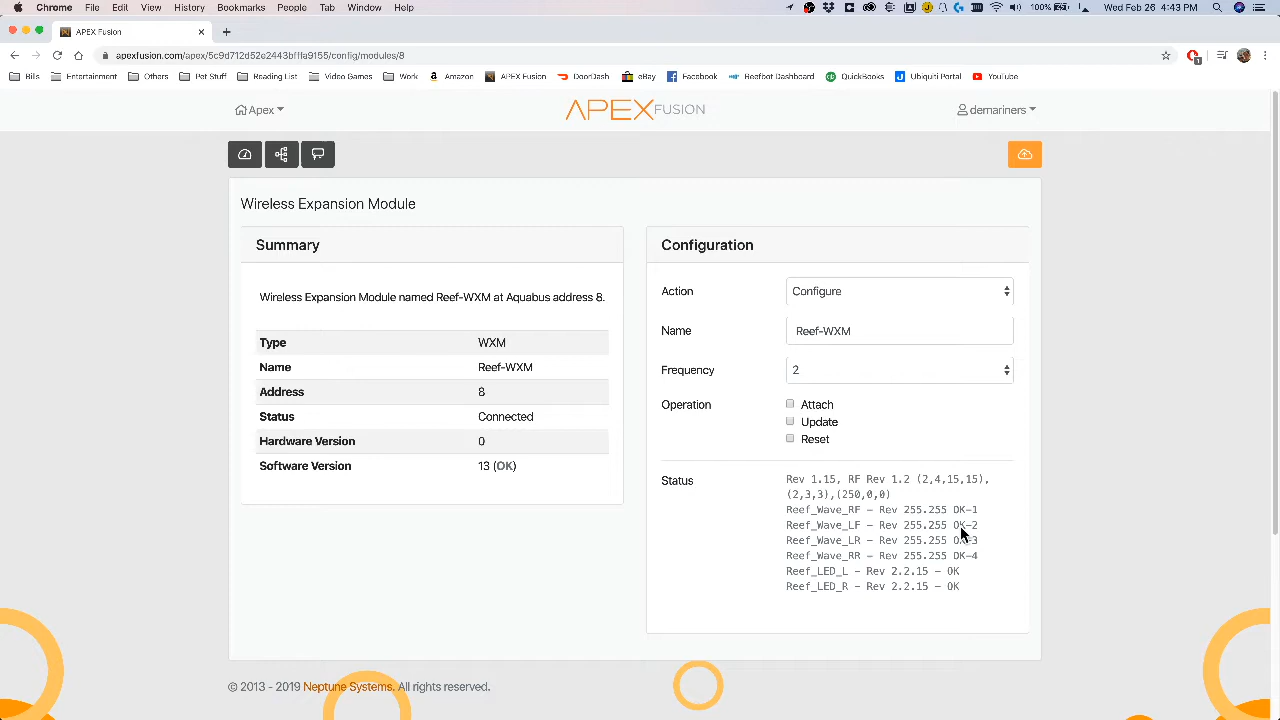 Chrome File Edit View History Bookmarks People Tab Window Help
100% Wed Feb 26 4:43 PM
APEX Fusion
apexfusion.com/apex/5c9d712d52e2443bffa9155/config/modules/8
Bills Entertainment Others Pet Stuff Reading List Video Games Work Amazon APEX Fusion DoorDash eBay Facebook Reefbot Dashboard QuickBooks Ubiquiti Portal YouTube
Apex
APEX FUSION
demariners
Wireless Expansion Module
Summary
Wireless Expansion Module named Reef-WXM at Aquabus address 8.
Type WXM
Name Reef-WXM
Address 8
Status Connected
Hardware Version 0
Software Version 13 (OK)
Configuration
Action Configure
Name Reef-WXM
Frequency 2
Operation Attach
Update
Reset
Status Rev 1.15, RF Rev 1.2 (2,4,15,15),
(2,3,3),(250,0,0)
Reef_Wave_RF – Rev 255.255 OK-1
Reef_Wave_LF – Rev 255.255 OK-2
Reef_Wave_LR – Rev 255.255
Reef_Wave_RR – Rev 255.255 OK-4
Reef_LED_L – Rev 2.2.15 – OK
Reef_LED_R – Rev 2.2.15 – OK
© 2013 - 2019 Neptune Systems. All rights reserved.